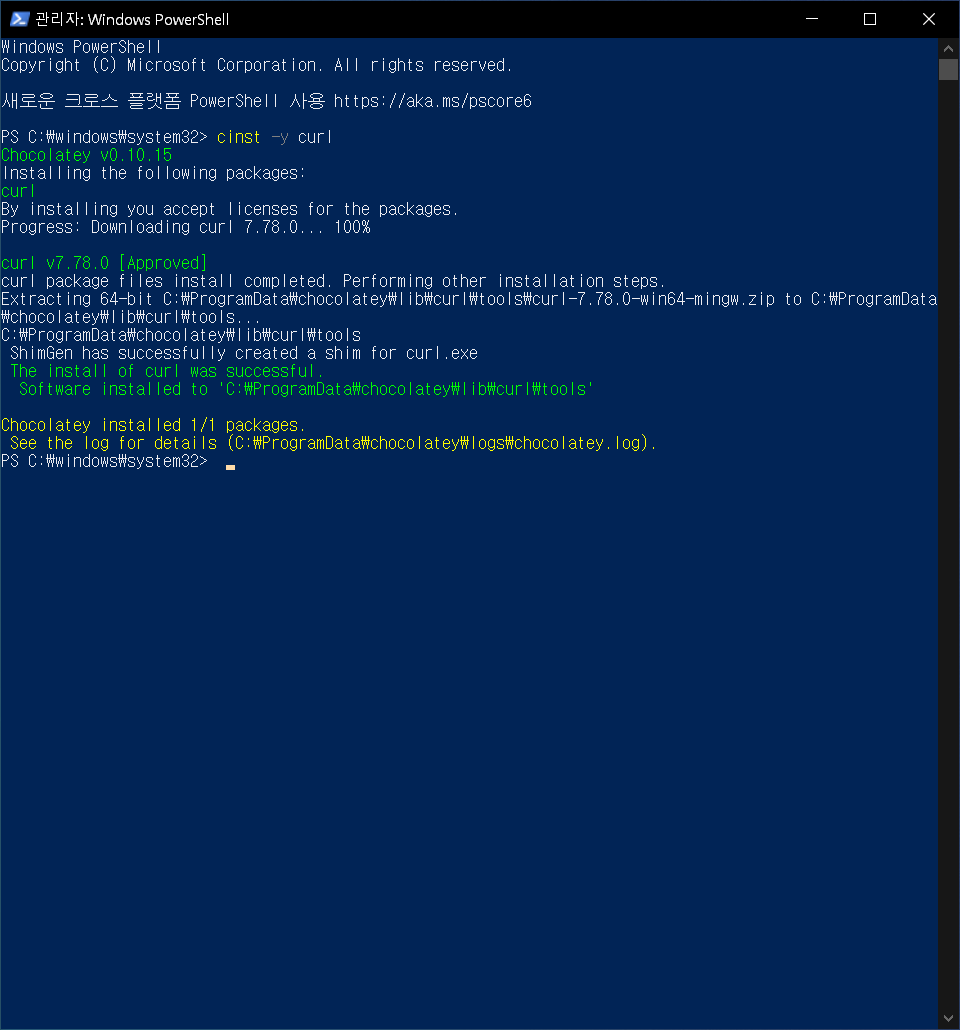 관리자: Windows PowerShell
Windows PowerShell
Copyright (C) Microsoft Corporation. All rights reserved.
새로운 크로스 플랫폼 PowerShell 사용 https://aka.ms/pscore6
PS C:₩windows₩system32> cinst -y curl
Chocolatey v0.10.15
Installing the following packages:
curl
By installing you accept licenses for the packages.
Progress: Downloading curl 7.78.0... 100%
curl v7.78.0 [Approved]
curl package files install completed. Performing other installation steps.
Extracting 64-bit C:₩ProgramData₩chocolatey₩lib₩curl₩tools₩curl-7.78.0-win64-mingw.zip to C:₩ProgramData
₩chocolatey₩lib₩curl₩tools...
C:₩ProgramData₩chocolatey₩lib₩curl₩tools
ShimGen has successfully created a shim for curl.exe
The install of curl was successful.
Software installed to 'C:₩ProgramData₩chocolatey₩lib₩curl₩tools'
Chocolatey installed 1/1 packages.
See the log for details (C:₩ProgramData₩chocolatey₩logs₩chocolatey.log).
PS C:₩windows₩system32>